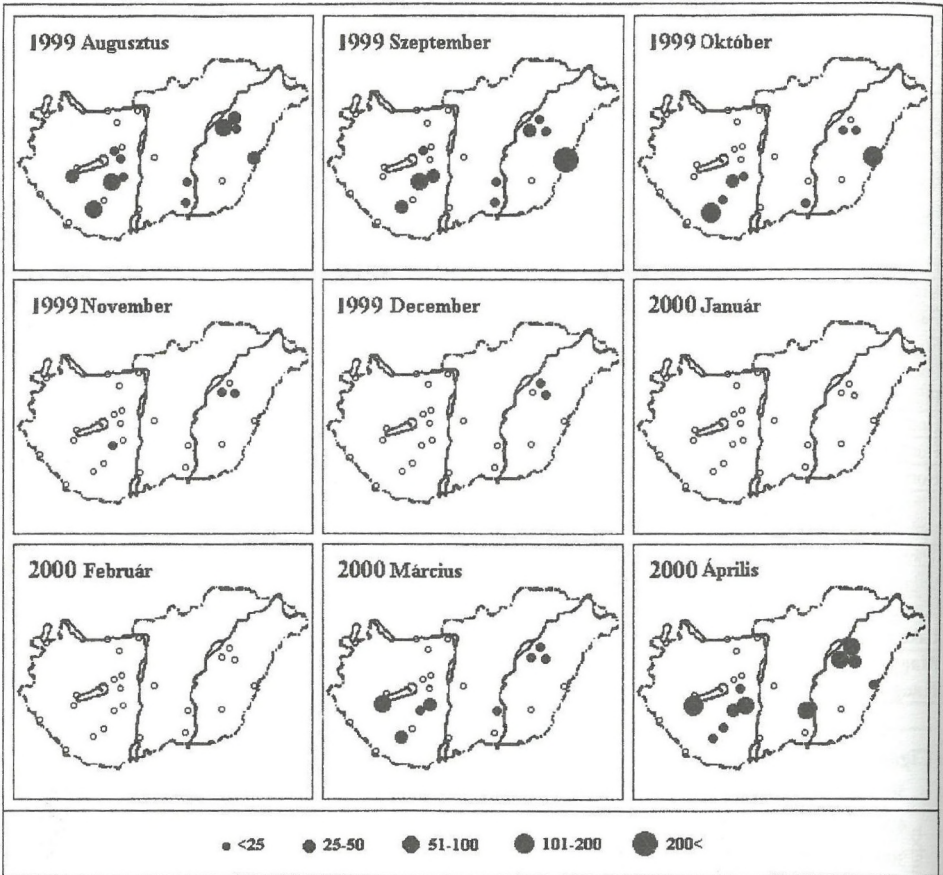 1999 Augusztus
1999 Szeptember
1999 Október
1999 November
1999 December
2000 Január
2000 Február
2000 Március
2000 Április
<25 25-50 51-100 101-200 200<